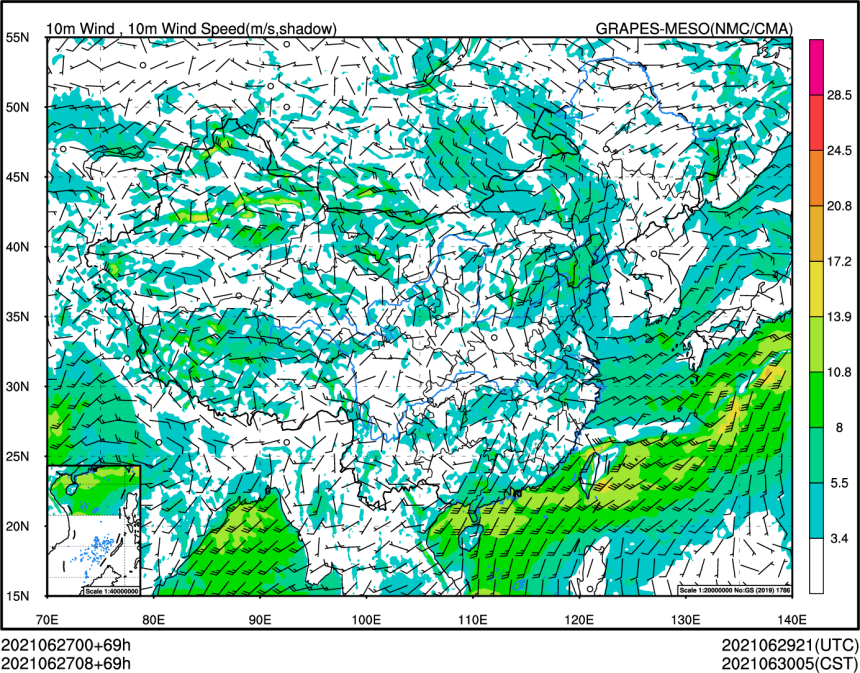 10m Wind , 10m Wind Speed(m/s,shadow) GRAPES-MESO(NMC/CMA)
55N
50N
45N
40N
35N
30N
25N
20N
15N
70E 80E 90E 100E 110E 120E 130E 140E
28.5
24.5
20.8
17.2
13.9
10.8
8
5.5
3.4
Scale 1:40000000
Scale 1:20000000 No:GS (2019) 1786
2021062700+69h 2021062921(UTC)
2021062708+69h 2021063005(CST)